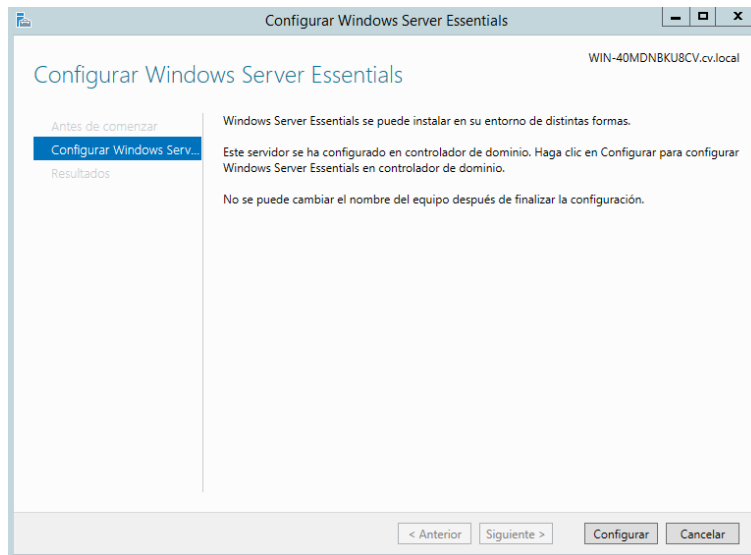 Configurar Windows Server Essentials
WIN-40MDNBKU8CV.cv.local
Configurar Windows Server Essentials
Antes de comenzar
Configurar Windows Serv...
Resultados
Windows Server Essentials se puede instalar en su entorno de distintas formas.
Este servidor se ha configurado en controlador de dominio. Haga clic en Configurar para configurar
Windows Server Essentials en controlador de dominio.
No se puede cambiar el nombre del equipo después de finalizar la configuración.
< Anterior
Siguiente >
Configurar
Cancelar